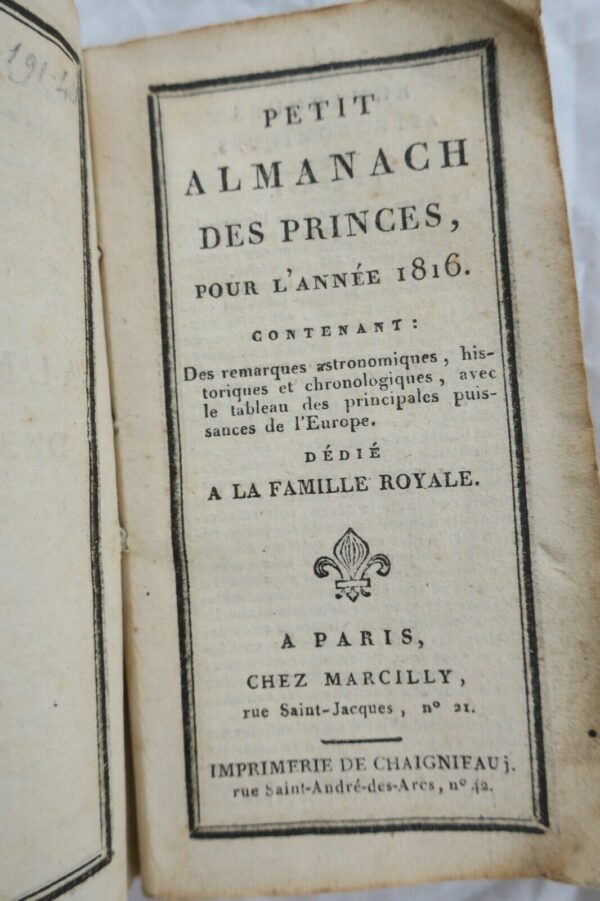 PETIT
ALMANACH
DES PRINCES,
POUR L'ANNÉE 1816.
CONTENANT:
Des remarques astronomiques, his-
toriques et chronologiques, avec
le tableau des principales puis-
sances de l'Europe.
DÉDIÉ
A LA FAMILLE ROYALE.
A PARIS,
CHEZ MARCILLY,
rue Saint-Jacques, n° 21.
IMPRIMERIE DE CHAIGNIEAU j.
rue Saint-André-des-Arcs, n° 42.